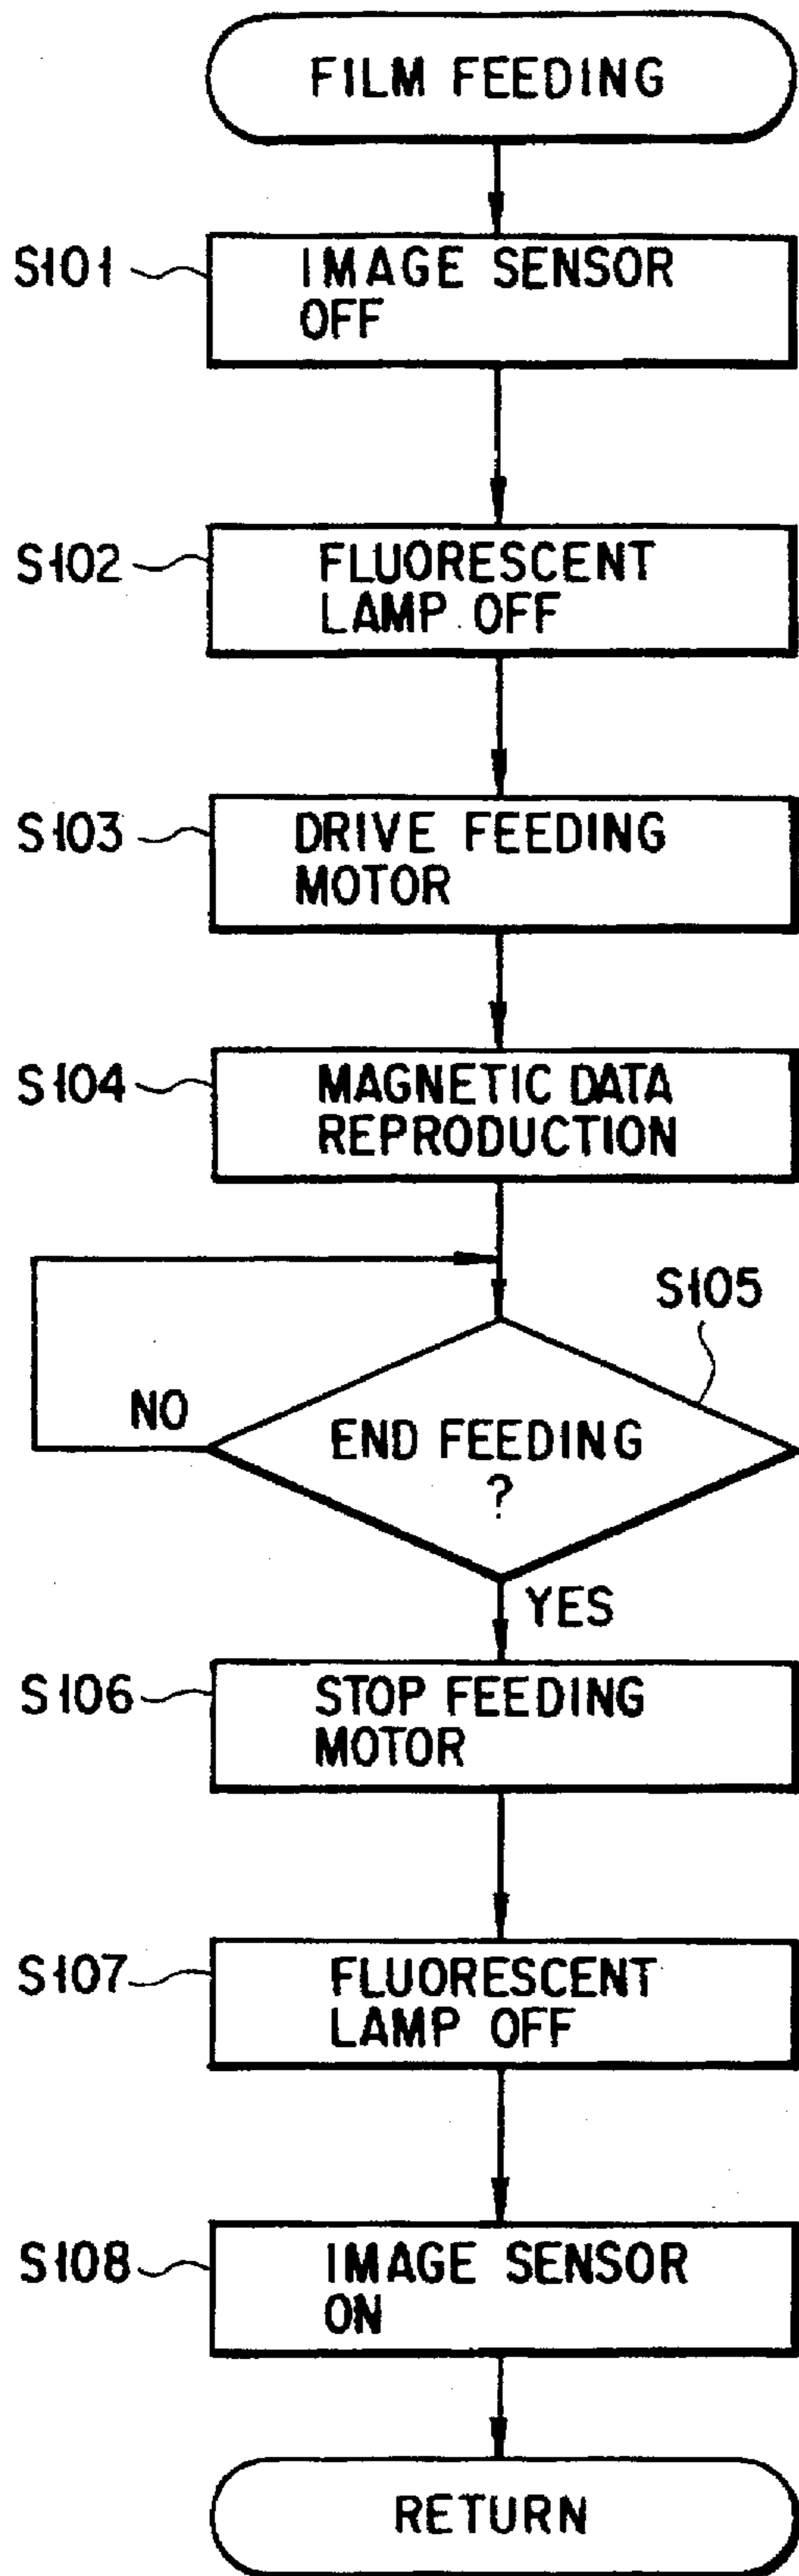 FILM FEEDING
S101
IMAGE SENSOR
OFF
S102
FLUORESCENT
LAMP OFF
S103
DRIVE FEEDING
MOTOR
S104
MAGNETIC DATA
REPRODUCTION
S105
NO
END FEEDING
?
YES
S106
STOP FEEDING
MOTOR
S107
FLUORESCENT
LAMP OFF
S108
IMAGE SENSOR
ON
RETURN